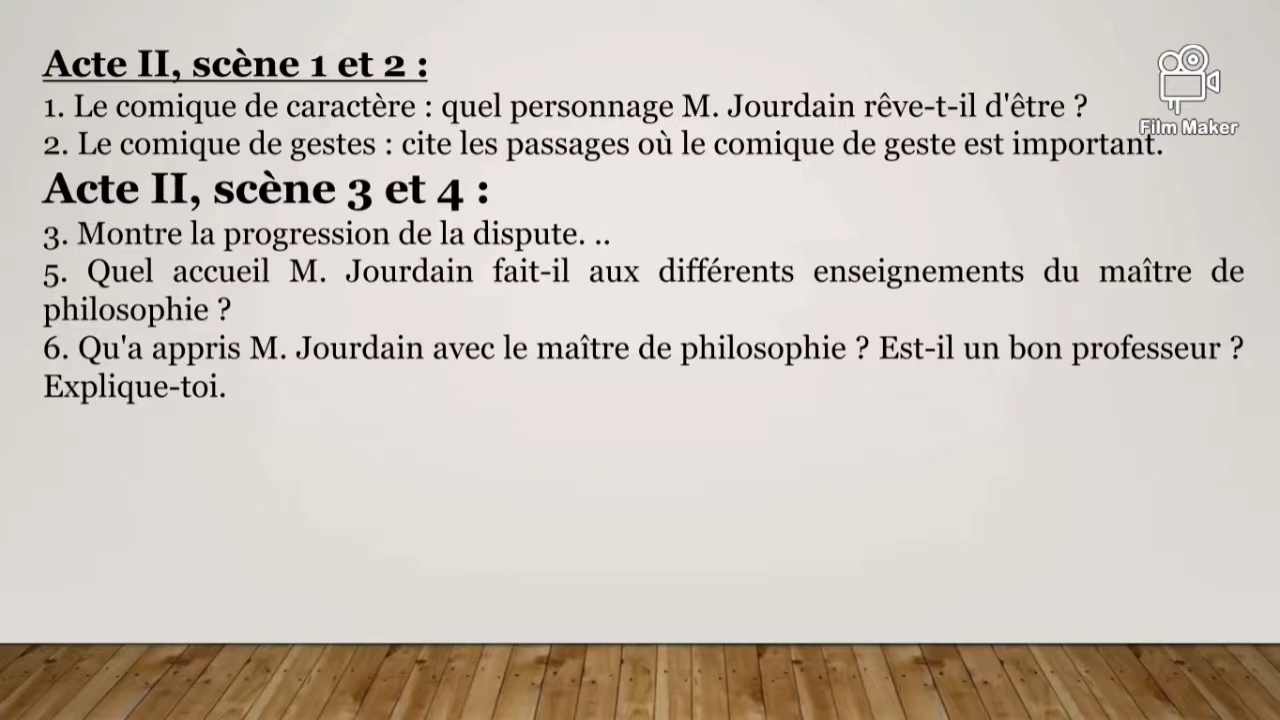 Acte II, scène 1 et 2 :
1. Le comique de caractère : quel personnage M. Jourdain rêve-t-il d'être ?
Film Maker
2. Le comique de gestes : cite les passages où le comique de geste est important.
Acte II, scène 3 et 4 :
3. Montre la progression de la dispute. ..
5. Quel accueil M. Jourdain fait-il aux différents enseignements du maître de
philosophie ?
6. Qu'a appris M. Jourdain avec le maître de philosophie ? Est-il un bon professeur ?
Explique-toi.